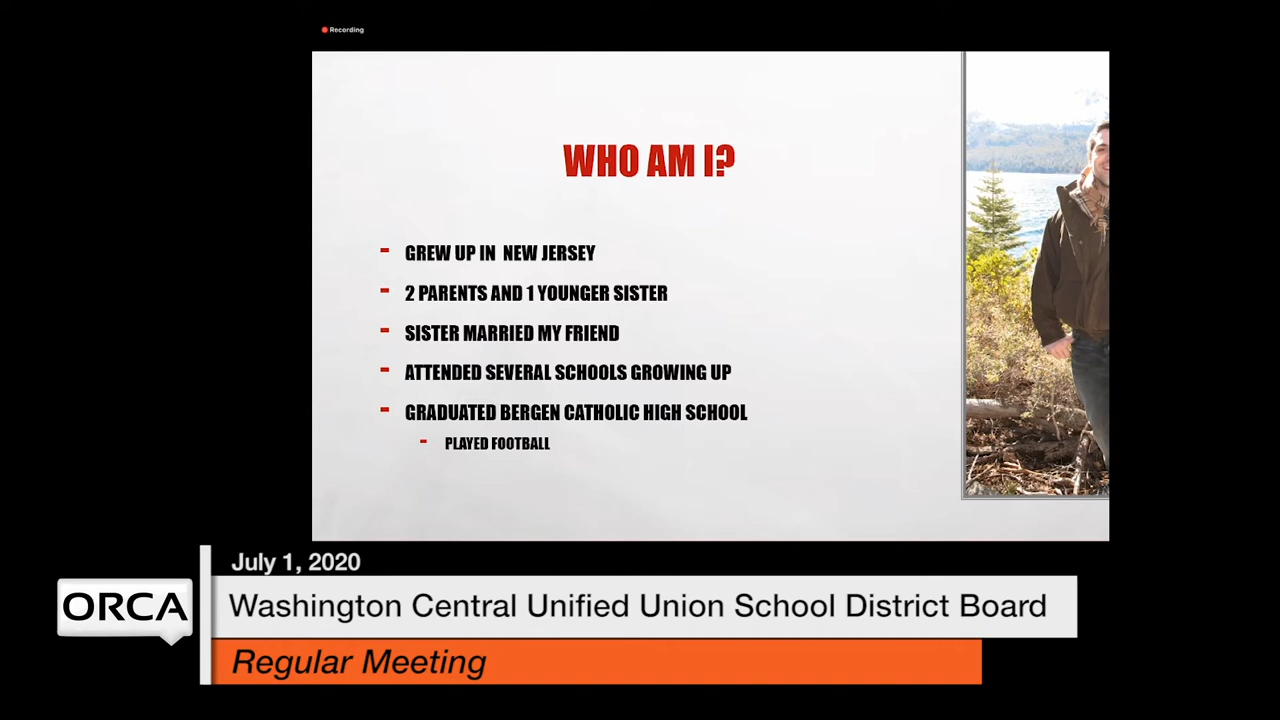 Recording
WHO AM I?
- GREW UP IN NEW JERSEY
- 2 PARENTS AND 1 YOUNGER SISTER
- SISTER MARRIED MY FRIEND
- ATTENDED SEVERAL SCHOOLS GROWING UP
- GRADUATED BERGEN CATHOLIC HIGH SCHOOL
- PLAYED FOOTBALL
July 1, 2020
ORCA
Washington Central Unified Union School District Board
Regular Meeting